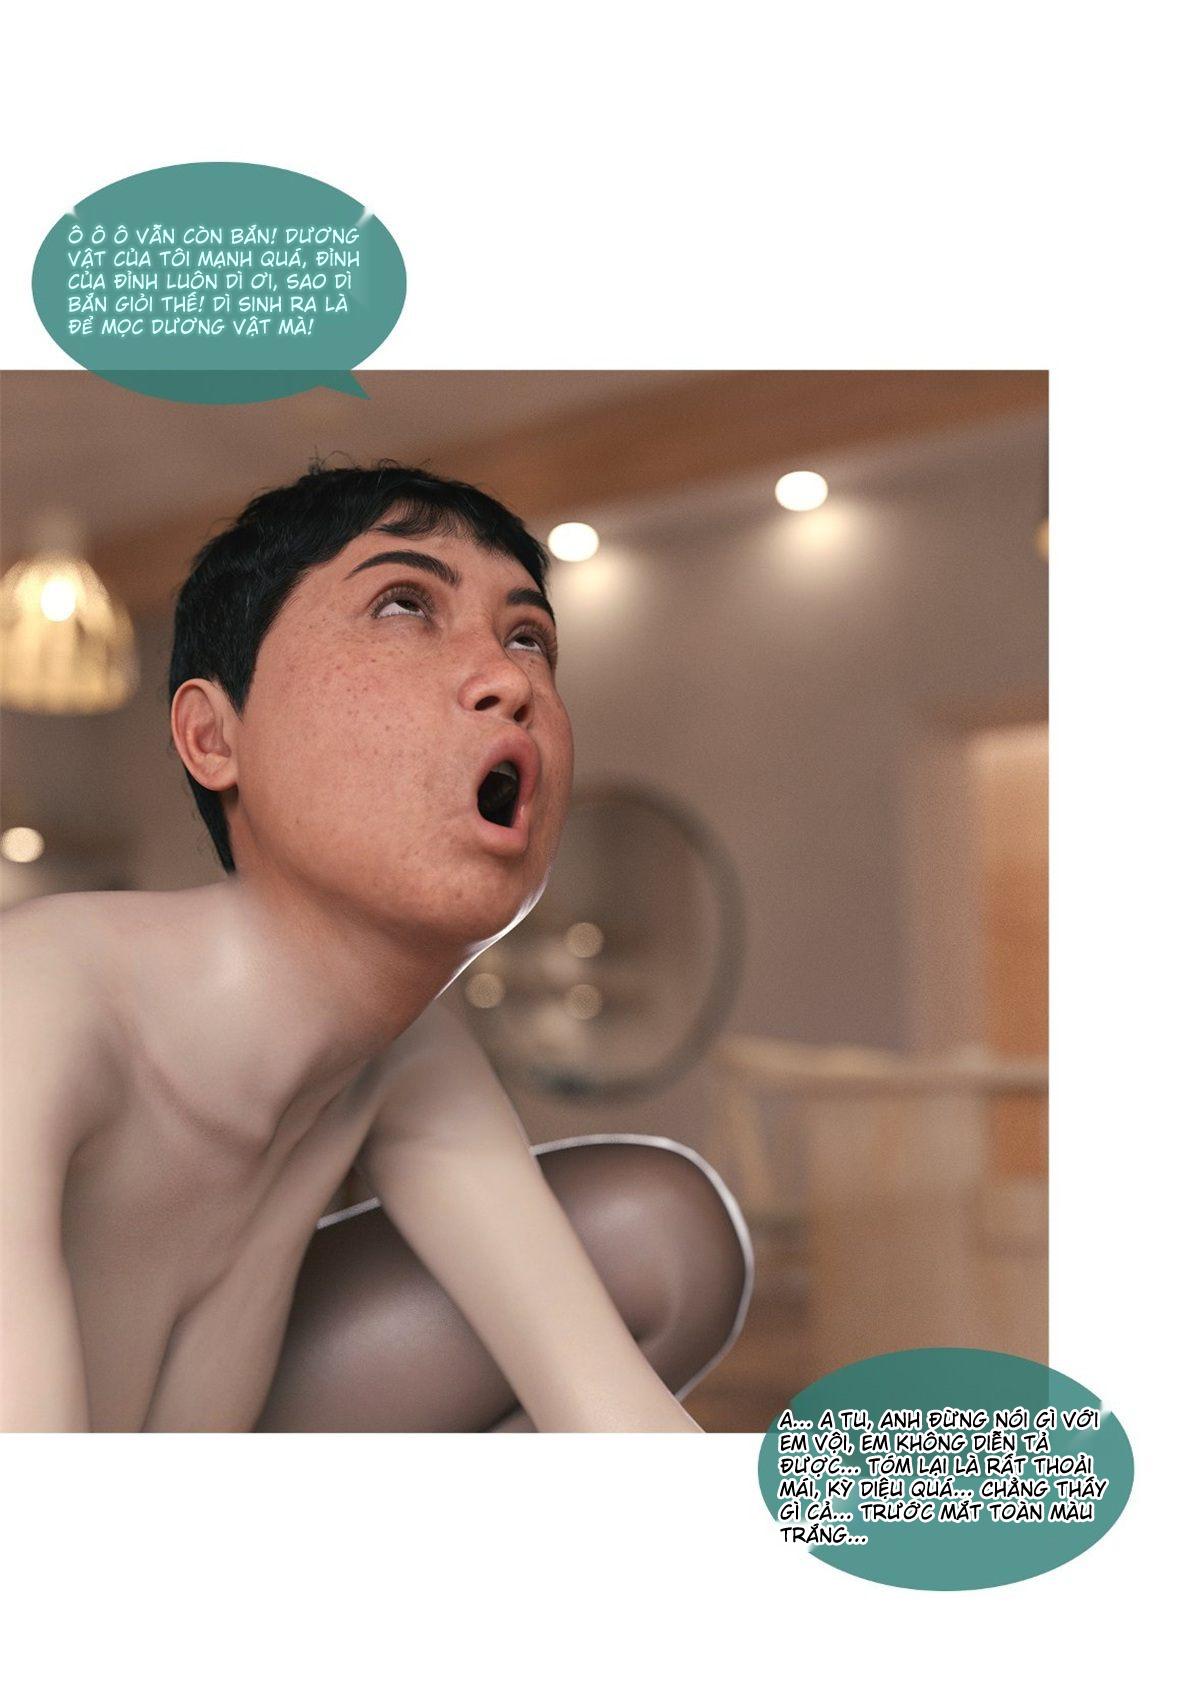 Ô Ô Ô VẪN CÒN BẮN! DƯƠNG
VẬT CỦA TÔI MẠNH QUÁ, ĐỈNH
CỦA ĐỈNH LUÔN DÌ ƠI, SAO DÌ
BẮN GIỎI THẾ! DÌ SINH RA LÀ
ĐỂ MỌC DƯƠNG VẬT MÀ!
A... A TU, ANH ĐỪNG NÓI GÌ VỚI
EM VỘI, EM KHÔNG DIỄN TẢ
ĐƯỢC... TÓM LẠI LÀ RẤT THOẢI
MÁI, KỲ DIỆU QUÁ... CHẲNG THẤY
GÌ CẢ... TRƯỚC MẮT TOÀN MÀU
TRẮNG...